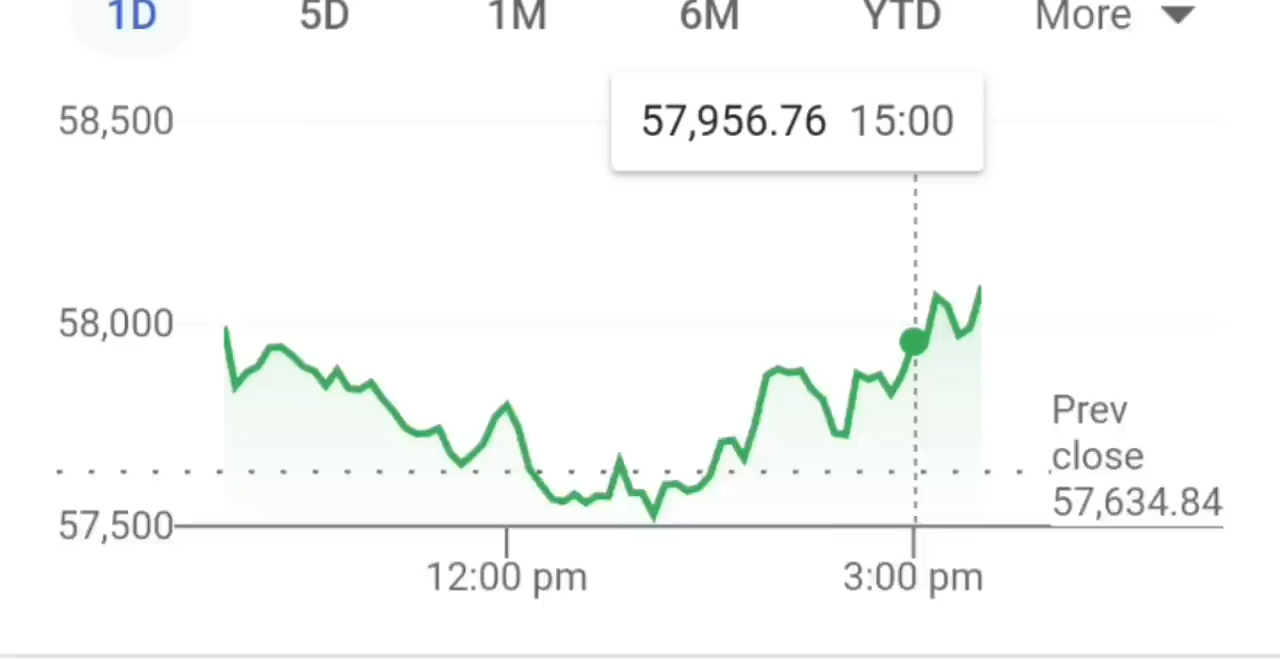 1D 5D 1M 6M YTD More
57,956.76 15:00
58,500
58,000
Prev
close
57,634.84
57,500
12:00 pm 3:00 pm